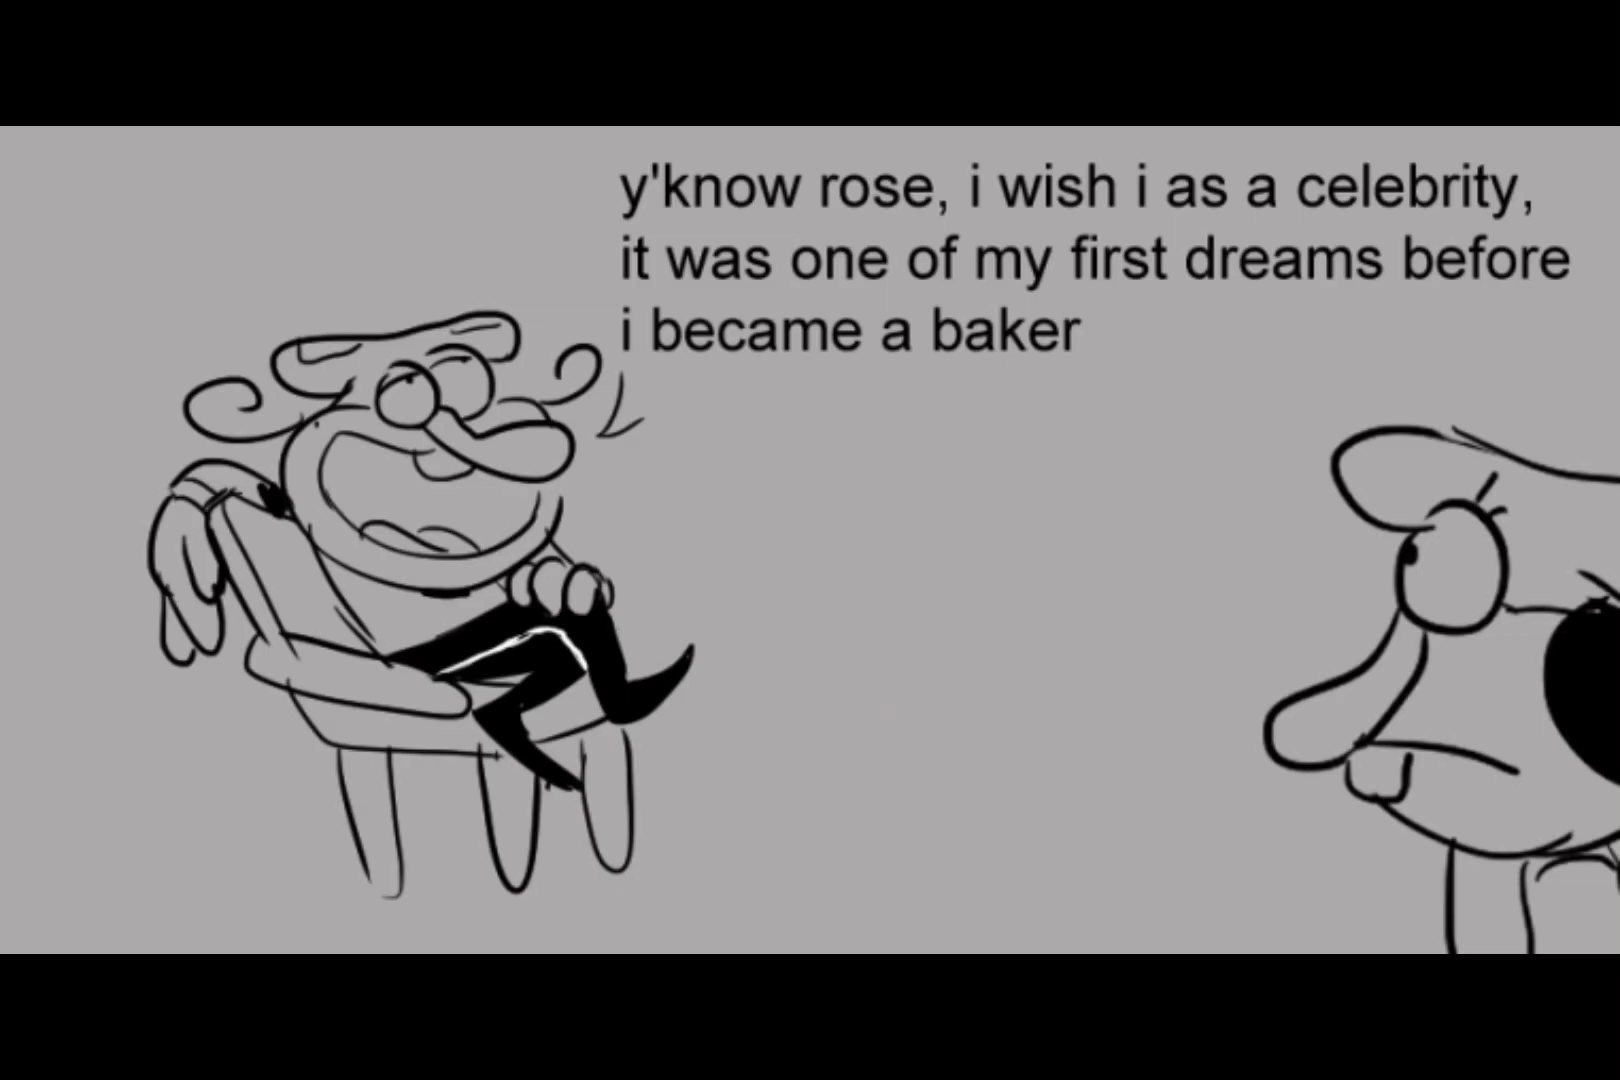 y'know rose, i wish i as a celebrity,
it was one of my first dreams before
i became a baker